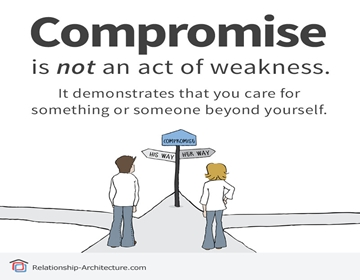 Compromise
is not an act of weakness.
It demonstrates that you care for
something or someone beyond yourself.
COMPROMISE
HIS WAY HER WAY
Relationship-Architecture.com